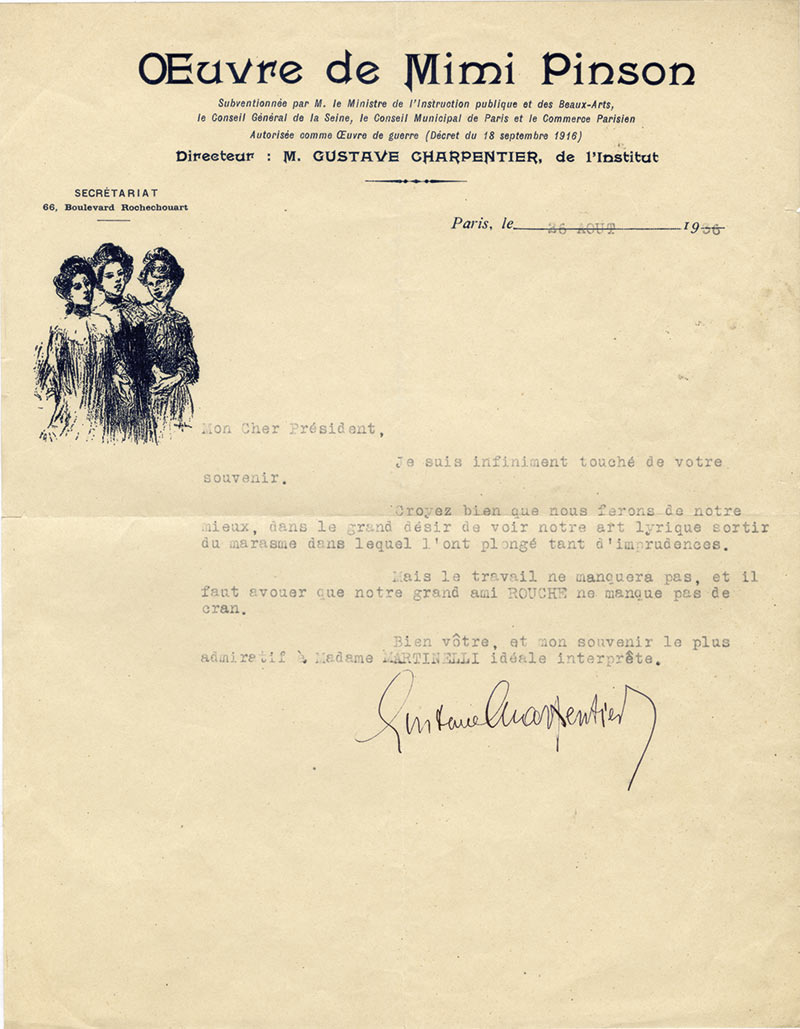 Œuvre de Mimi Pinson
Subventionnée par M. le Ministre de l'Instruction publique et des Beaux-Arts,
le Conseil Général de la Seine, le Conseil Municipal de Paris et le Commerce Parisien
Autorisée comme Œuvre de guerre (Décret du 18 septembre 1916)
Directeur : M. GUSTAVE CHARPENTIER, de l'Institut
SECRÉTARIAT
66, Boulevard Rochechouart
Paris, le 26 AOUT 1936
Mon Cher Président,
Je suis infiniment touché de votre
souvenir.
Croyez bien que nous ferons de notre
mieux, dans le grand désir de voir notre art lyrique sortir
du marasme dans lequel l'ont plongé tant d'imprudences.
Mais le travail ne manquera pas, et il
faut avouer que notre grand ami ROUCHE ne manque pas de
cran.
Bien vôtre, et mon souvenir le plus
admiratif à Madame MARTINELLI idéale interprête.
Gustave Charpentier